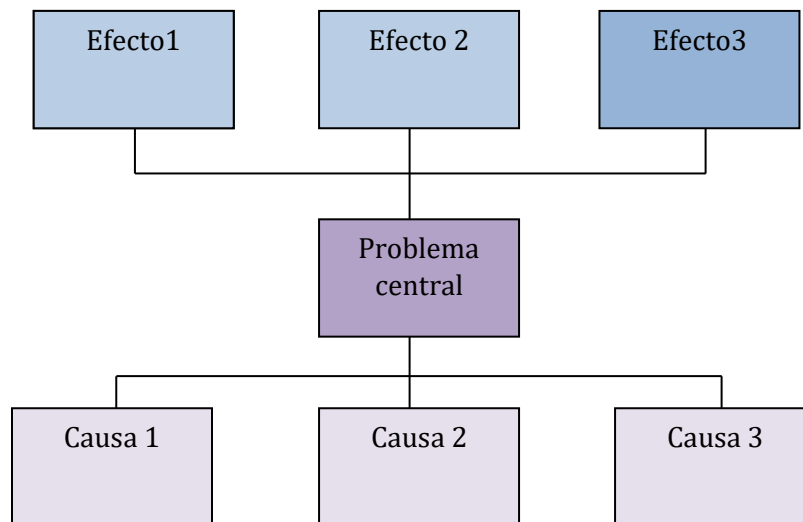 Efecto1
Efecto 2
Efecto3
Problema
central
Causa 1
Causa 2
Causa 3